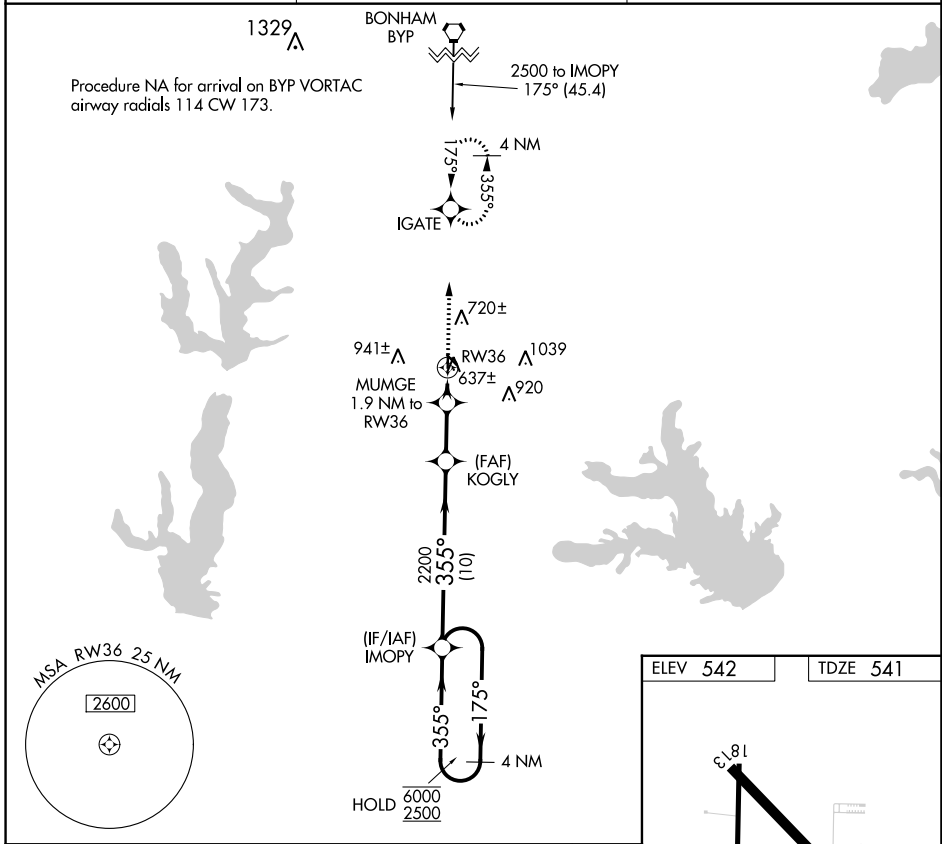 1329
BONHAM
BYP
Procedure NA for arrival on BYP VORTAC
airway radials 114 CW 173.
2500 to IMOPY
175° (45.4)
4 NM
175°
355°
IGATE
720±
941±
RW36
1039
637±
920
MUMGE
1.9 NM to
RW36
(FAF)
KOGLY
2200
355°
(10)
(IF/IAF)
IMOPY
355°
175°
4 NM
HOLD
6000
2500
MSA RW36 25 NM
2600
ELEV 542
TDZE 541
18
13